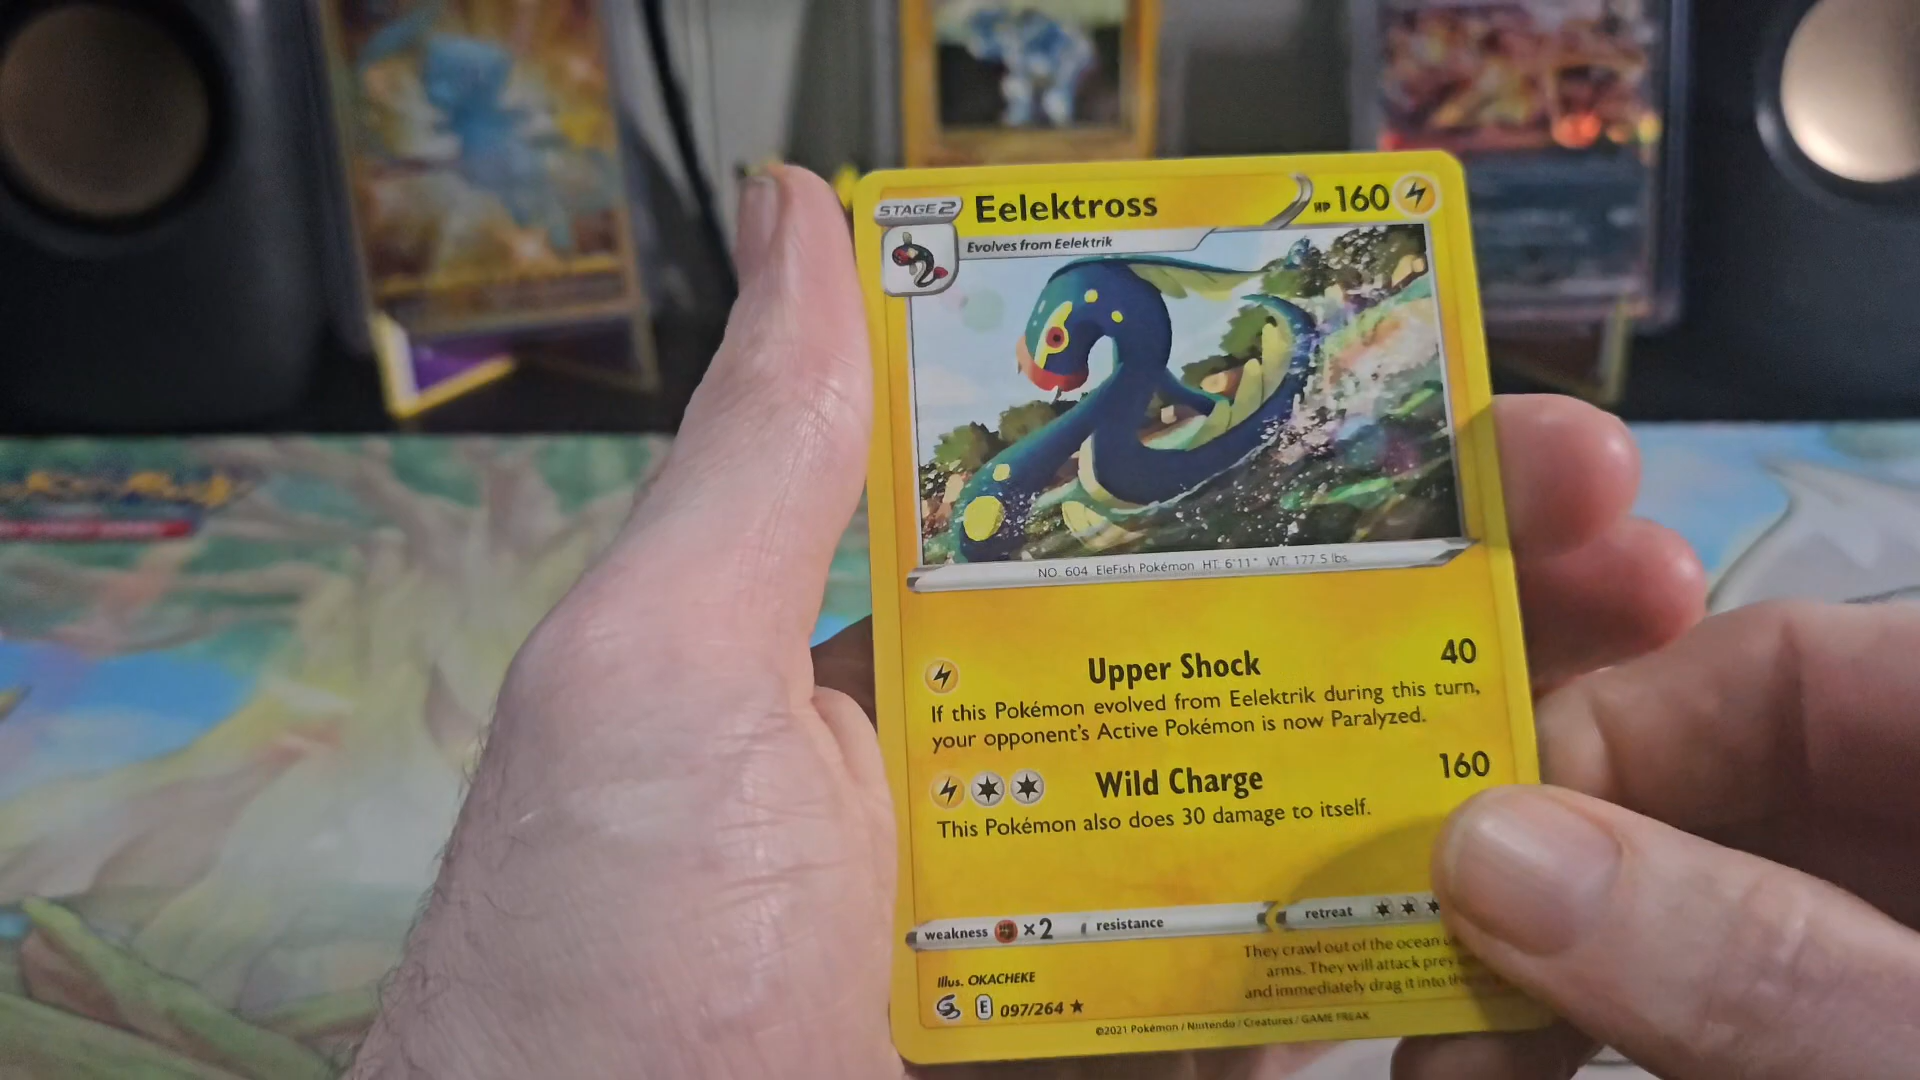 STAGE 2 Eelektross HP 160
Evolves from Eelektrik
NO. 604 EleFish Pokémon HT: 6'11" WT: 177.5 lbs
Upper Shock 40
If this Pokémon evolved from Eelektrik during this turn,
your opponent's Active Pokémon is now Paralyzed.
Wild Charge 160
This Pokémon also does 30 damage to itself.
weakness ×2 resistance retreat
They crawl out of the ocean
arms. They will attack prey
and immediately drag it into
Illus. OKACHEKE
E 097/264 ★
©2021 Pokémon / Nintendo / Creatures / GAME FREAK